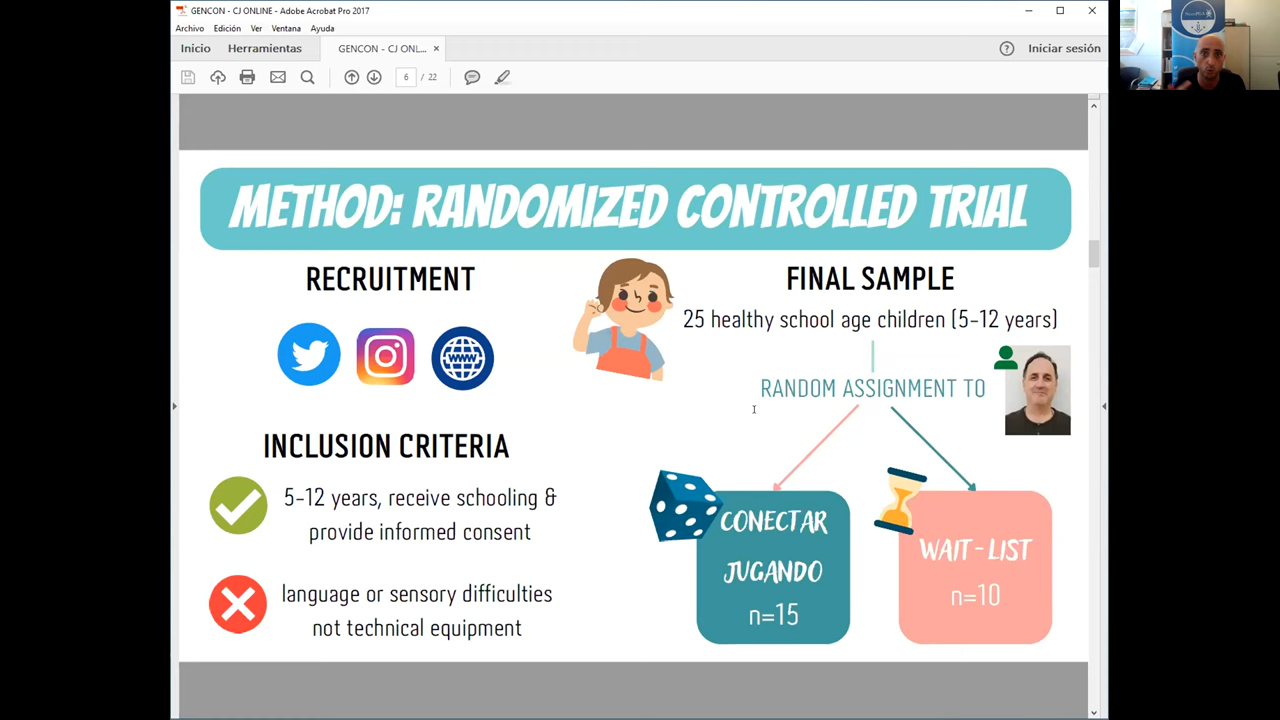 GENCON - CJ ONLINE - Adobe Acrobat Pro 2017
Archivo Edición Ver Ventana Ayuda
Inicio Herramientas GENCON - CJ ONL... × ? Iniciar sesión
6 / 22
METHOD: RANDOMIZED CONTROLLED TRIAL
RECRUITMENT
WWW
INCLUSION CRITERIA
5-12 years, receive schooling &
provide informed consent
language or sensory difficulties
not technical equipment
FINAL SAMPLE
25 healthy school age children (5-12 years)
RANDOM ASSIGNMENT TO
CONECTAR
JUGANDO
n=15
WAIT-LIST
n=10